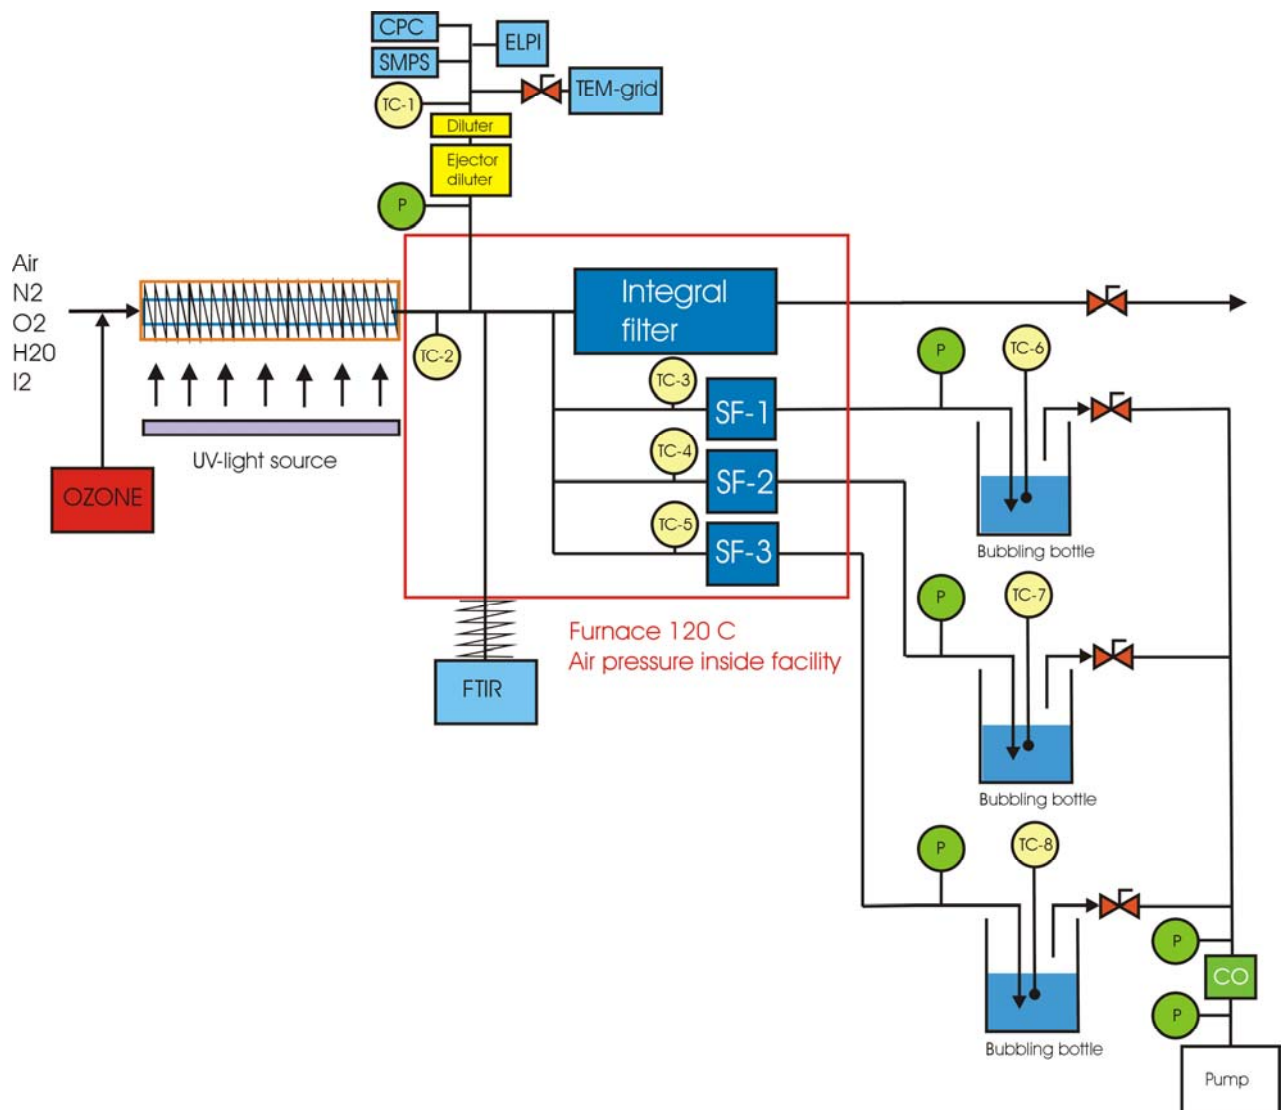 CPC
ELPI
SMPS
TEM-grid
TC-1
Diluter
Ejector
diluter
P
Air
N2
O2
H20
I2
Integral
filter
TC-2
P
TC-6
TC-3
SF-1
TC-4
SF-2
TC-5
SF-3
UV-light source
OZONE
Bubbling bottle
P
TC-7
Furnace 120 C
Air pressure inside facility
FTIR
Bubbling bottle
P
TC-8
P
CO
P
Bubbling bottle
Pump